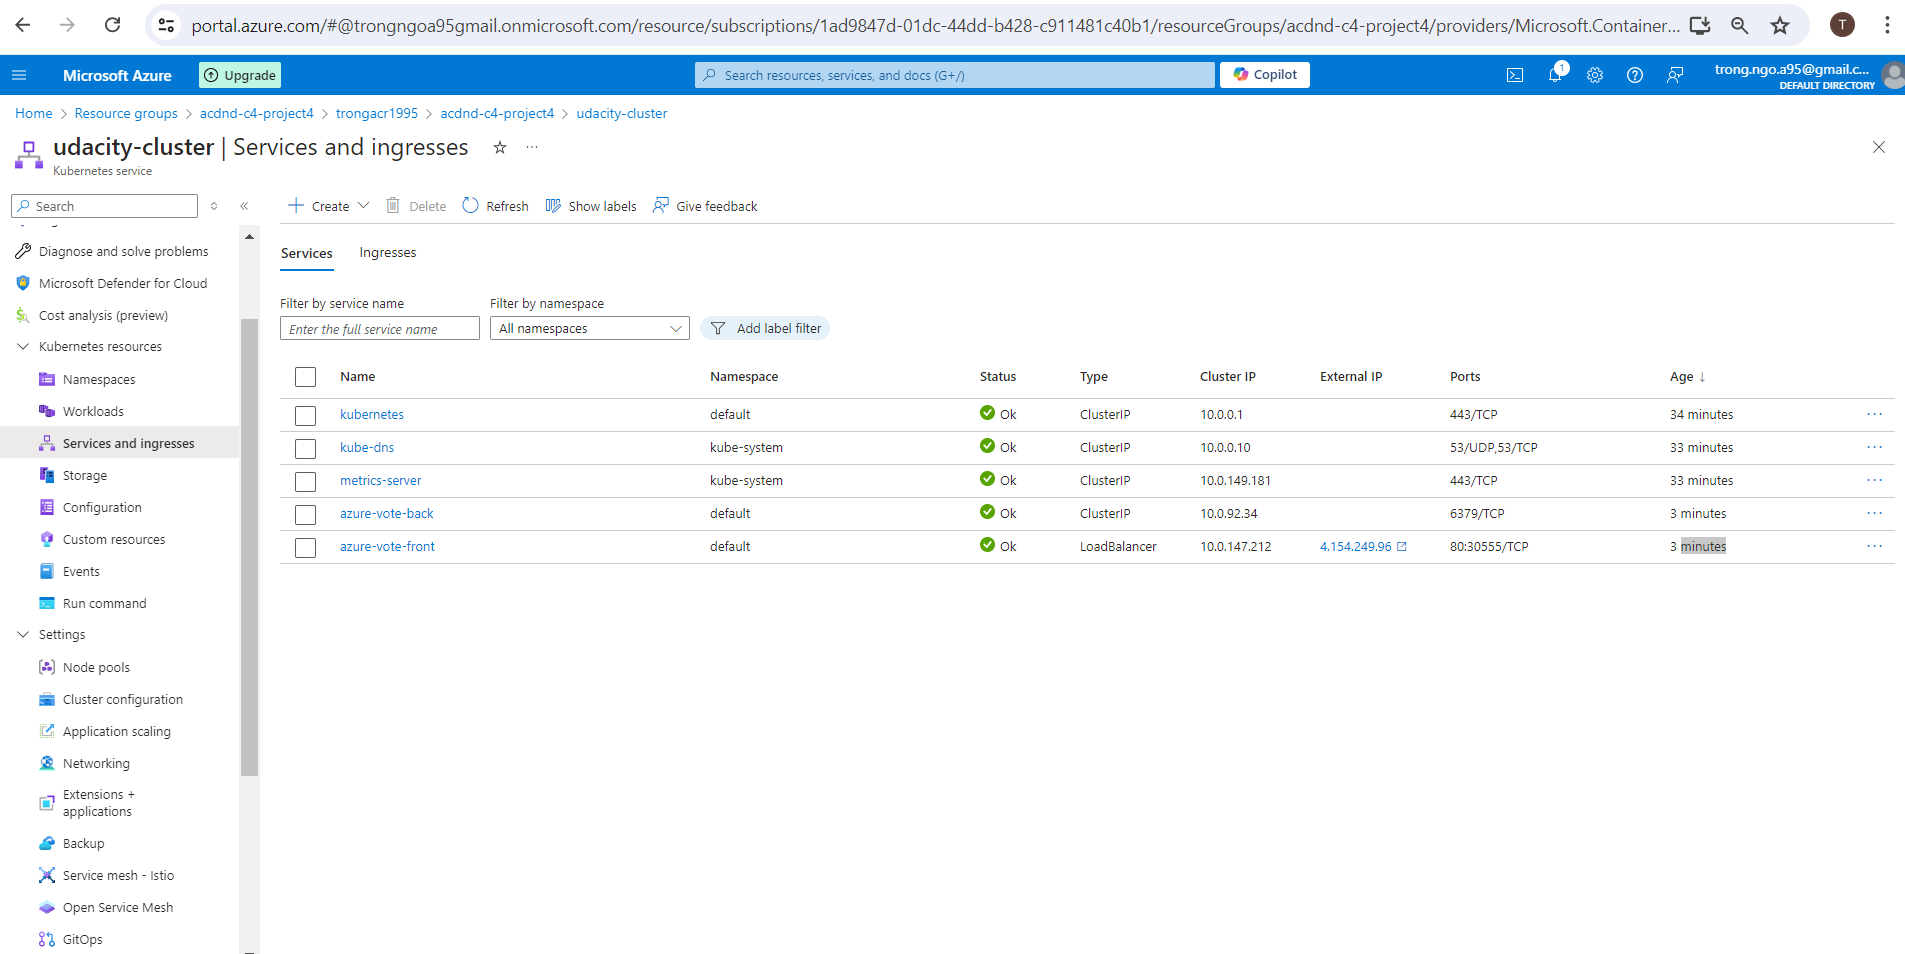 portal.azure.com/#@trongngoa95gmail.onmicrosoft.com/resource/subscriptions/1ad9847d-01dc-44dd-b428-c911481c40b1/resourceGroups/acdnd-c4-project4/providers/Microsoft.Container...
T
Microsoft Azure
Upgrade
Search resources, services, and docs (G+/)
Copilot
1
trong.ngo.a95@gmail.c...
DEFAULT DIRECTORY
Home > Resource groups > acdnd-c4-project4 > trongacr1995 > acdnd-c4-project4 > udacity-cluster
udacity-cluster | Services and ingresses
Kubernetes service
Search
Diagnose and solve problems
Microsoft Defender for Cloud
Cost analysis (preview)
Kubernetes resources
Namespaces
Workloads
Services and ingresses
Storage
Configuration
Custom resources
Events
Run command
Settings
Node pools
Cluster configuration
Application scaling
Networking
Extensions +
applications
Backup
Service mesh - Istio
Open Service Mesh
GitOps
Create Delete Refresh Show labels Give feedback
Services Ingresses
Filter by service name Filter by namespace
Enter the full service name All namespaces Add label filter
Name Namespace Status Type Cluster IP External IP Ports Age ↓
kubernetes default Ok ClusterIP 10.0.0.1 443/TCP 34 minutes
kube-dns kube-system Ok ClusterIP 10.0.0.10 53/UDP,53/TCP 33 minutes
metrics-server kube-system Ok ClusterIP 10.0.149.181 443/TCP 33 minutes
azure-vote-back default Ok ClusterIP 10.0.92.34 6379/TCP 3 minutes
azure-vote-front default Ok LoadBalancer 10.0.147.212 4.154.249.96 80:30555/TCP 3 minutes